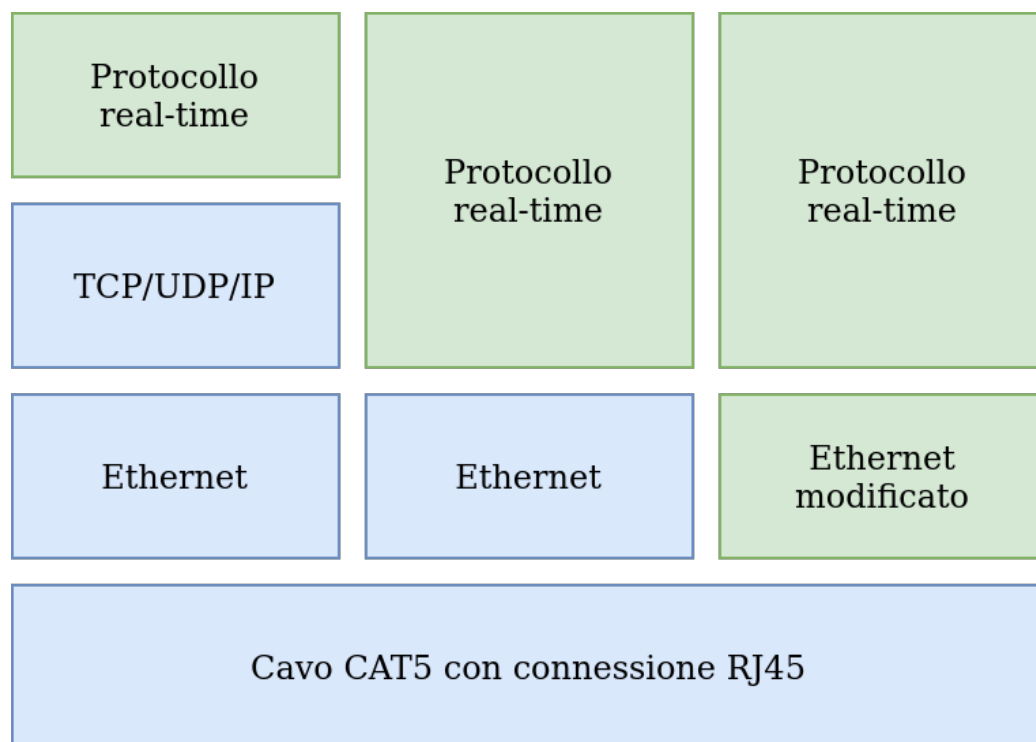 Protocollo
real-time
Protocollo
real-time
Protocollo
real-time
TCP/UDP/IP
Ethernet
Ethernet
Ethernet
modificato
Cavo CAT5 con connessione RJ45